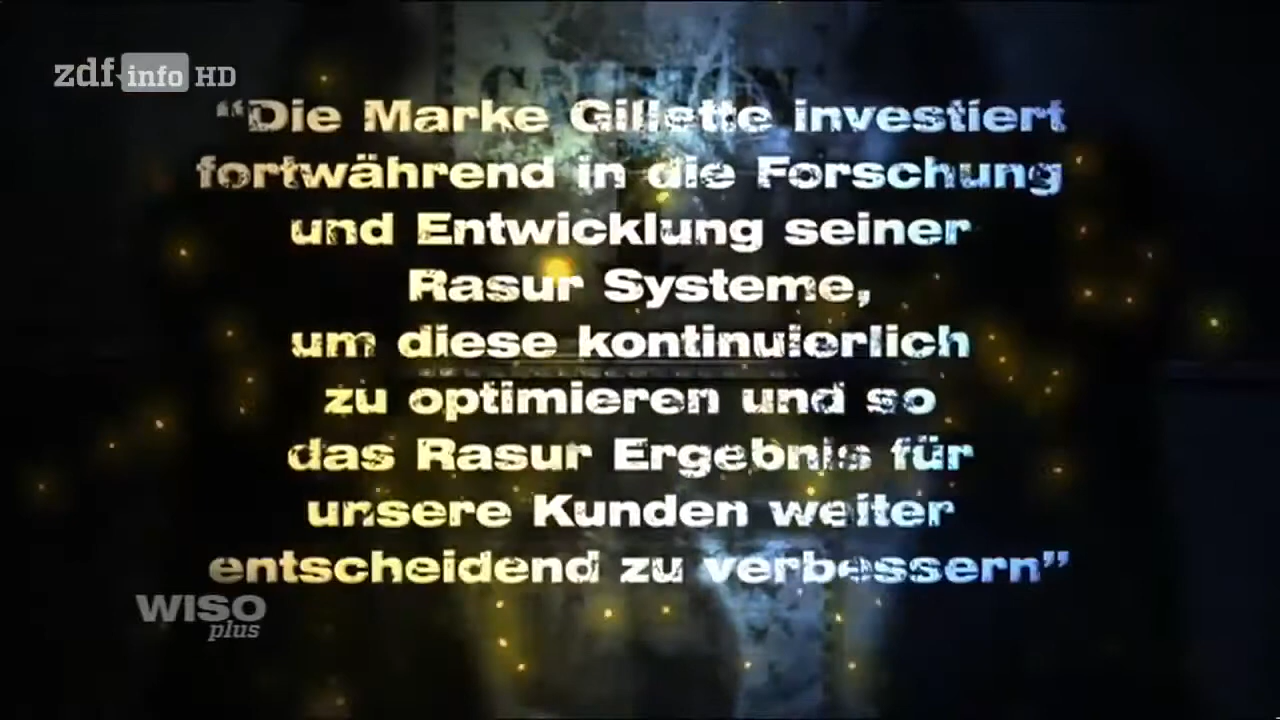 zdf info HD
“Die Marke Gillette investiert
fortwährend in die Forschung
und Entwicklung seiner
Rasur Systeme,
um diese kontinuierlich
zu optimieren und so
das Rasur Ergebnis für
unsere Kunden weiter
entscheidend zu verbessern”
WISO
plus